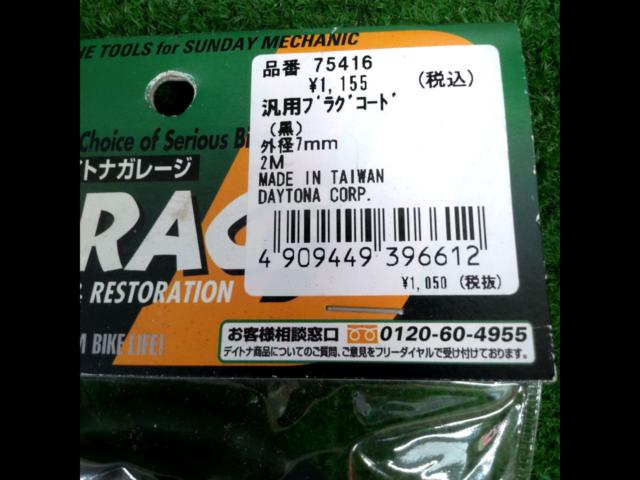 THE TOOLS for SUNDAY MECHANIC
品番 75416
¥1,155 (税込)
汎用プラグコード
(黒)
外径7mm
2M
MADE IN TAIWAN
DAYTONA CORP.
4 909449 396612
¥1,050 (税抜)
Choice of Serious
イトナガレージ
RAG
& RESTORATION
BIKE LIFE!
お客様相談窓口 0120-60-4955
デイトナ商品についてのご質問、ご意見をフリーダイヤルで受け付けております。